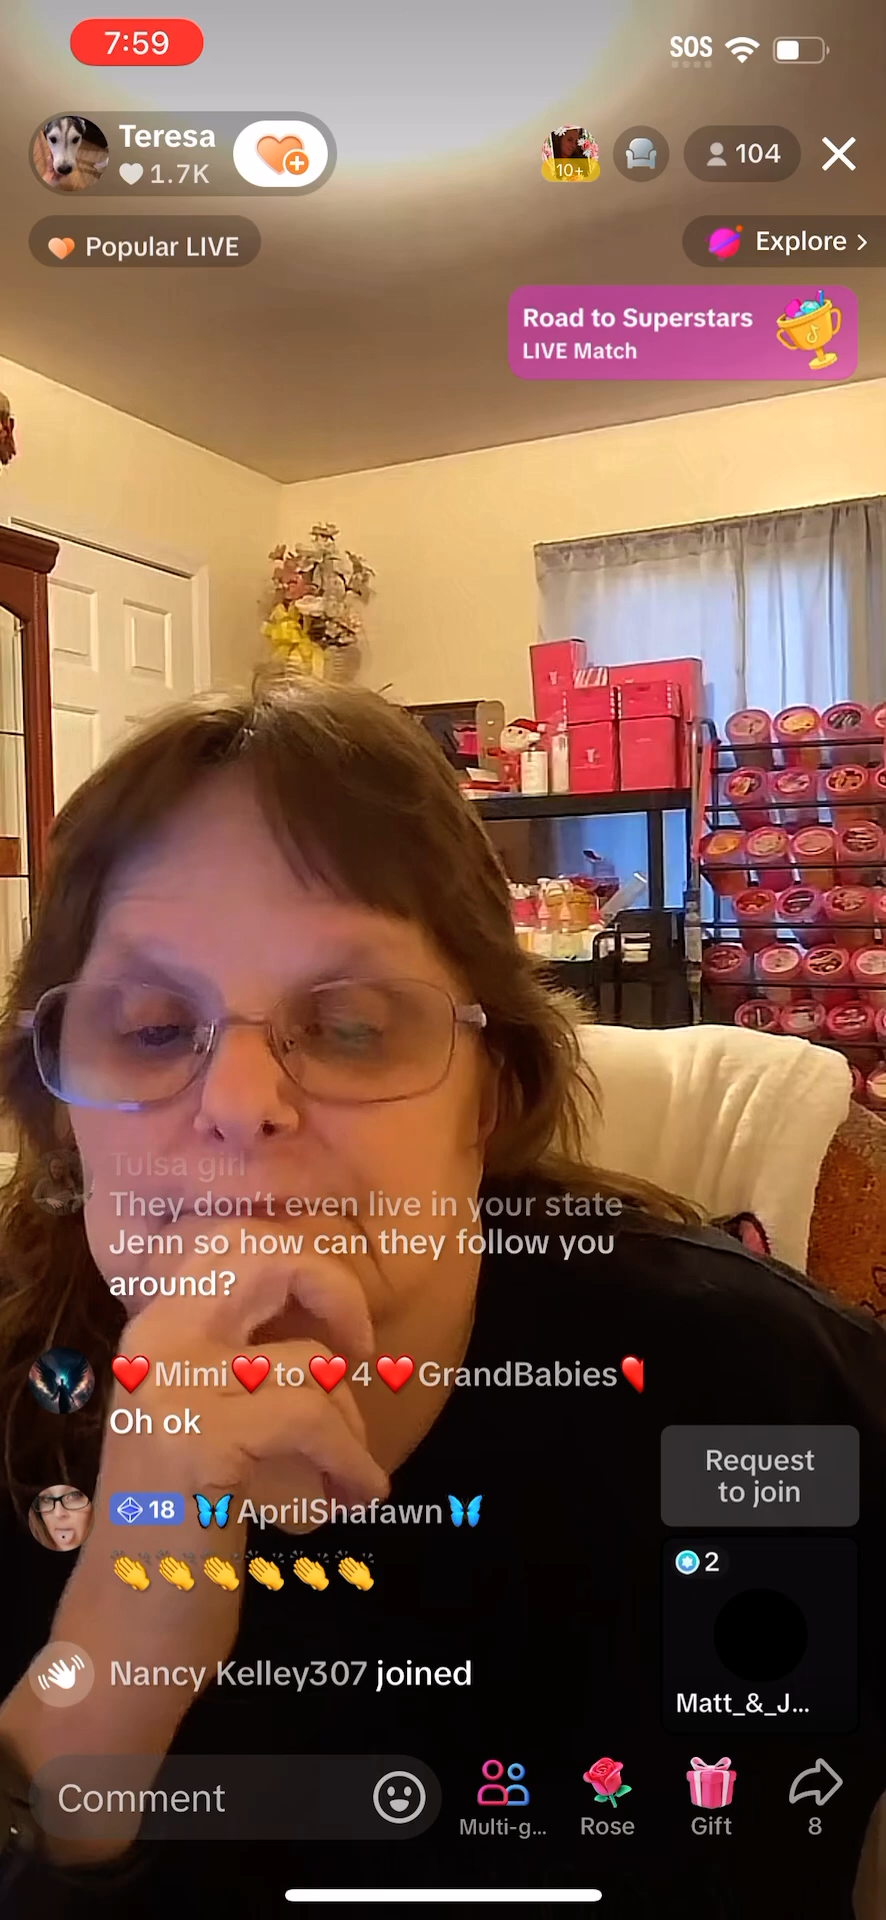 7:59
SOS
Teresa
1.7K
10+
104
Popular LIVE
Explore >
Road to Superstars
LIVE Match
Tulsa girl
They don't even live in your state
Jenn so how can they follow you
around?
❤️Mimi❤️to❤️4❤️GrandBabies
Oh ok
18 🦋AprilShafawn🦋
👏👏👏👏👏👏
Nancy Kelley307 joined
Request
to join
2
Matt_&_J...
Comment
Multi-g...
Rose
Gift
8